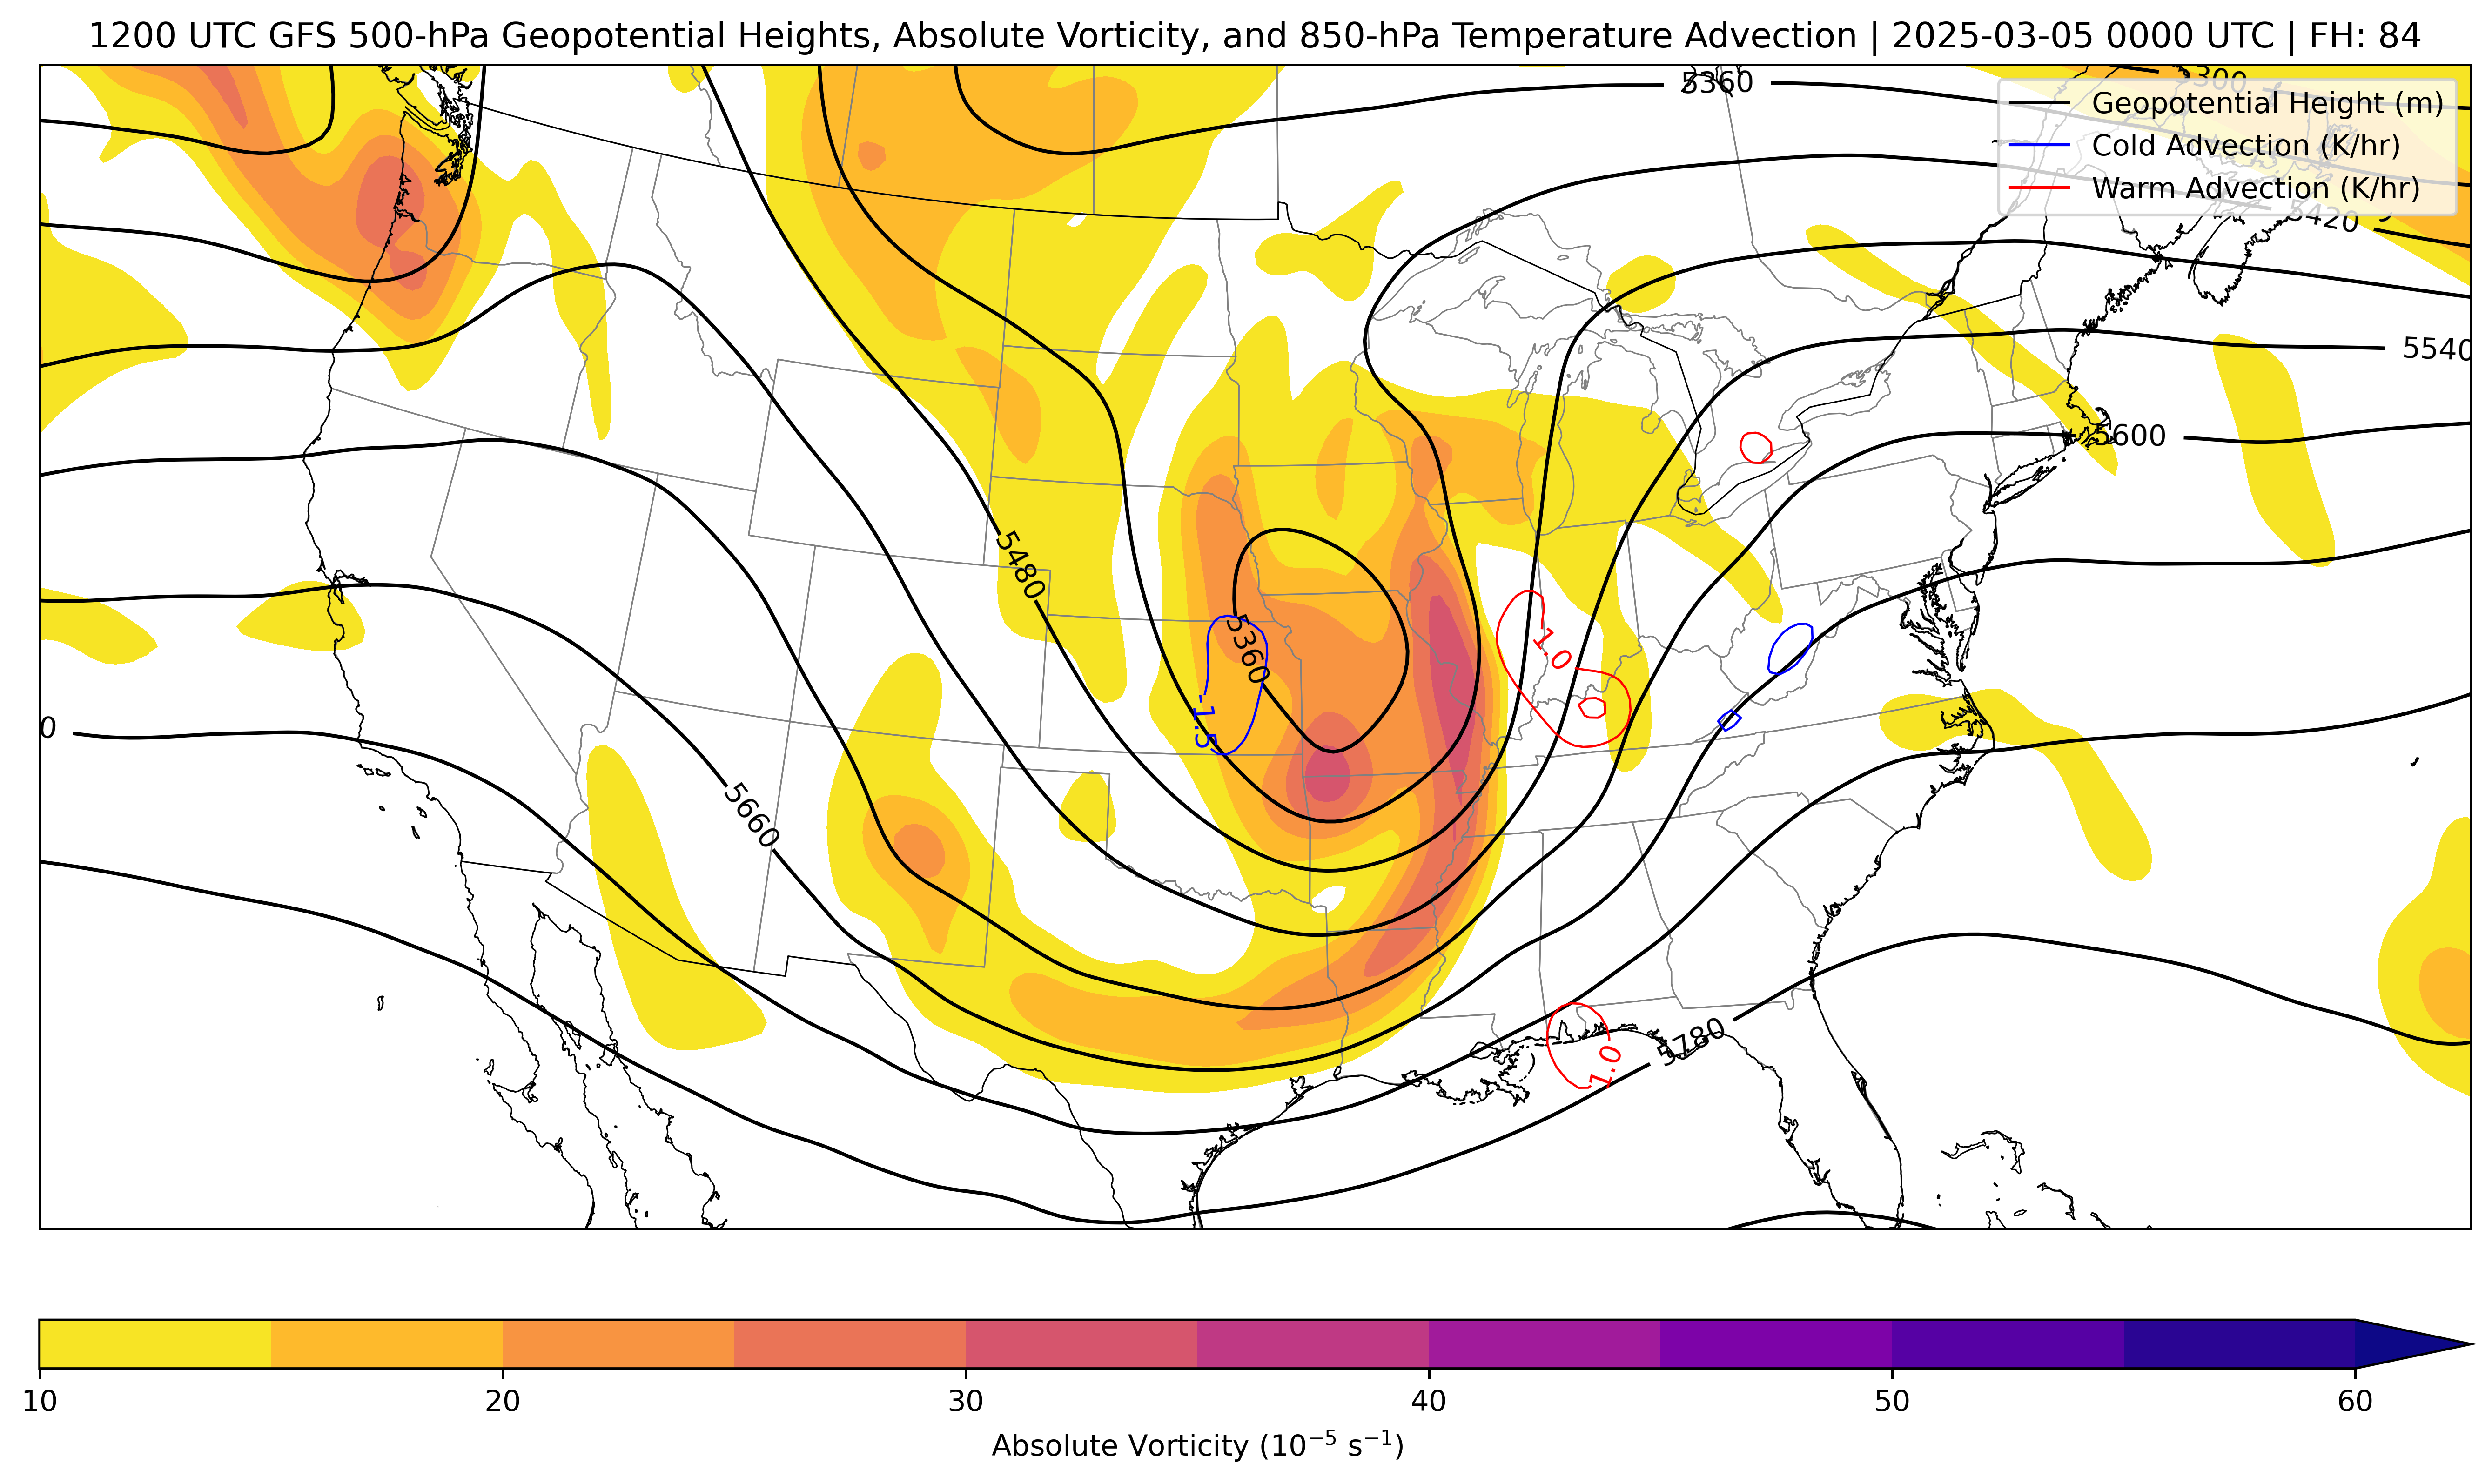 1200 UTC GFS 500-hPa Geopotential Heights, Absolute Vorticity, and 850-hPa Temperature Advection | 2025-03-05 0000 UTC | FH: 84
5360
300
Geopotential Height (m)
Cold Advection (K/hr)
Warm Advection (K/hr)
5420
5540
5600
5480
5360
1.0
-1.5
0
5660
5780
1.0
10 20 30 40 50 60
Absolute Vorticity (10⁻⁵ s⁻¹)